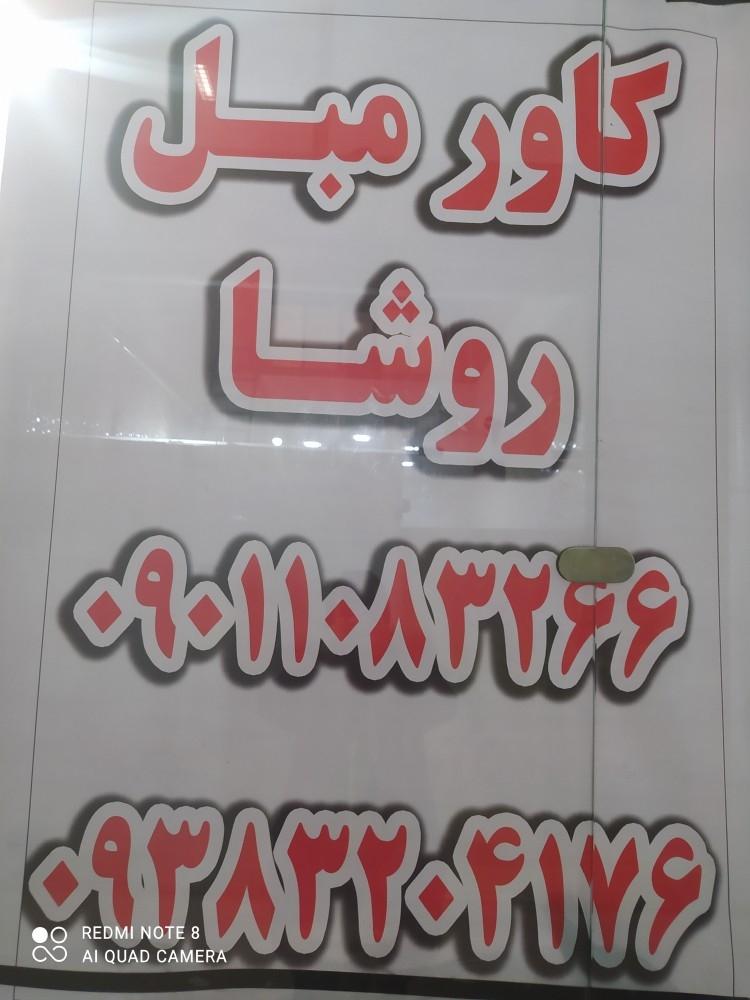 کاور مبل
روشا
۰۹۰۱۱۰۸۳۲۶۶
۰۹۳۸۳۲۰۴۱۷۶
REDMI NOTE 8
AI QUAD CAMERA